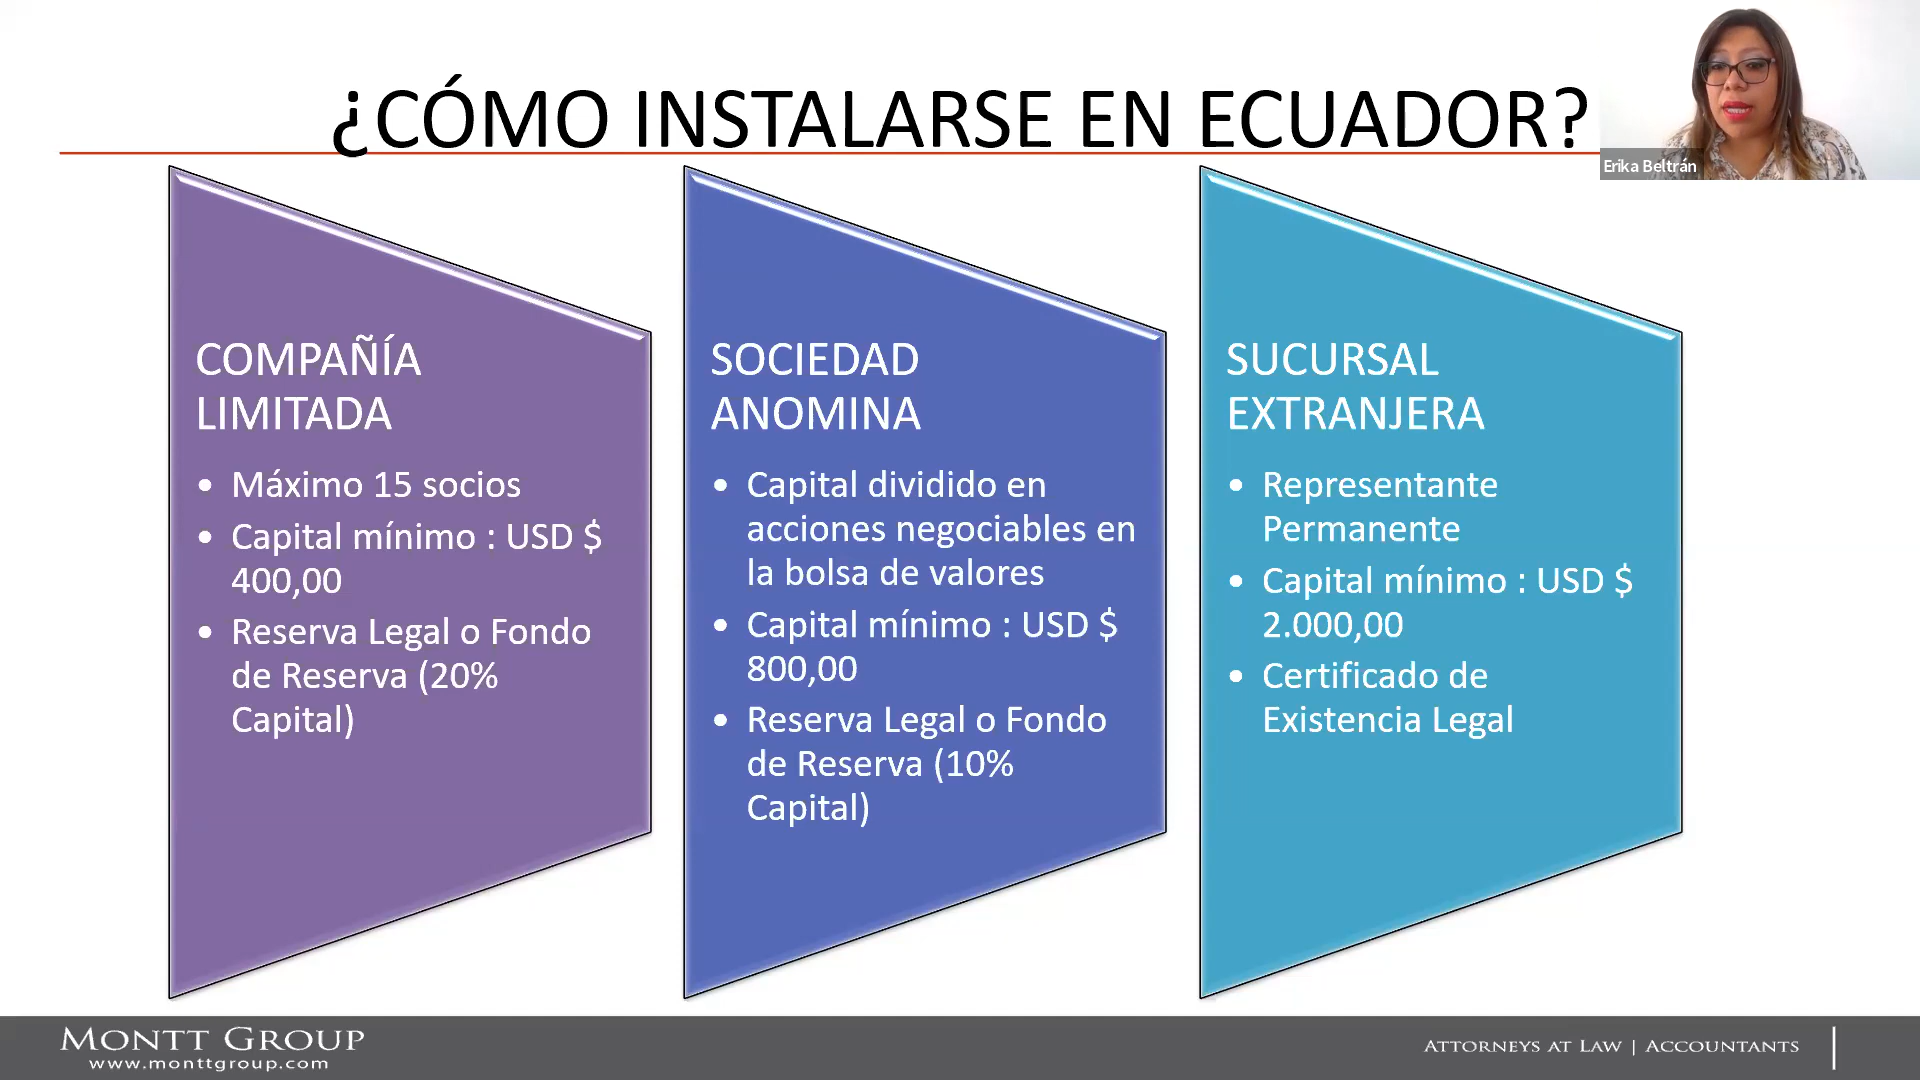 ¿CÓMO INSTALARSE EN ECUADOR?
Erika Beltrán
COMPAÑÍA
LIMITADA
• Máximo 15 socios
• Capital mínimo : USD $
400,00
• Reserva Legal o Fondo
de Reserva (20%
Capital)
SOCIEDAD
ANOMINA
• Capital dividido en
acciones negociables en
la bolsa de valores
• Capital mínimo : USD $
800,00
• Reserva Legal o Fondo
de Reserva (10%
Capital)
SUCURSAL
EXTRANJERA
• Representante
Permanente
• Capital mínimo : USD $
2.000,00
• Certificado de
Existencia Legal
MONTT GROUP
www.monttgroup.com
ATTORNEYS AT LAW | ACCOUNTANTS